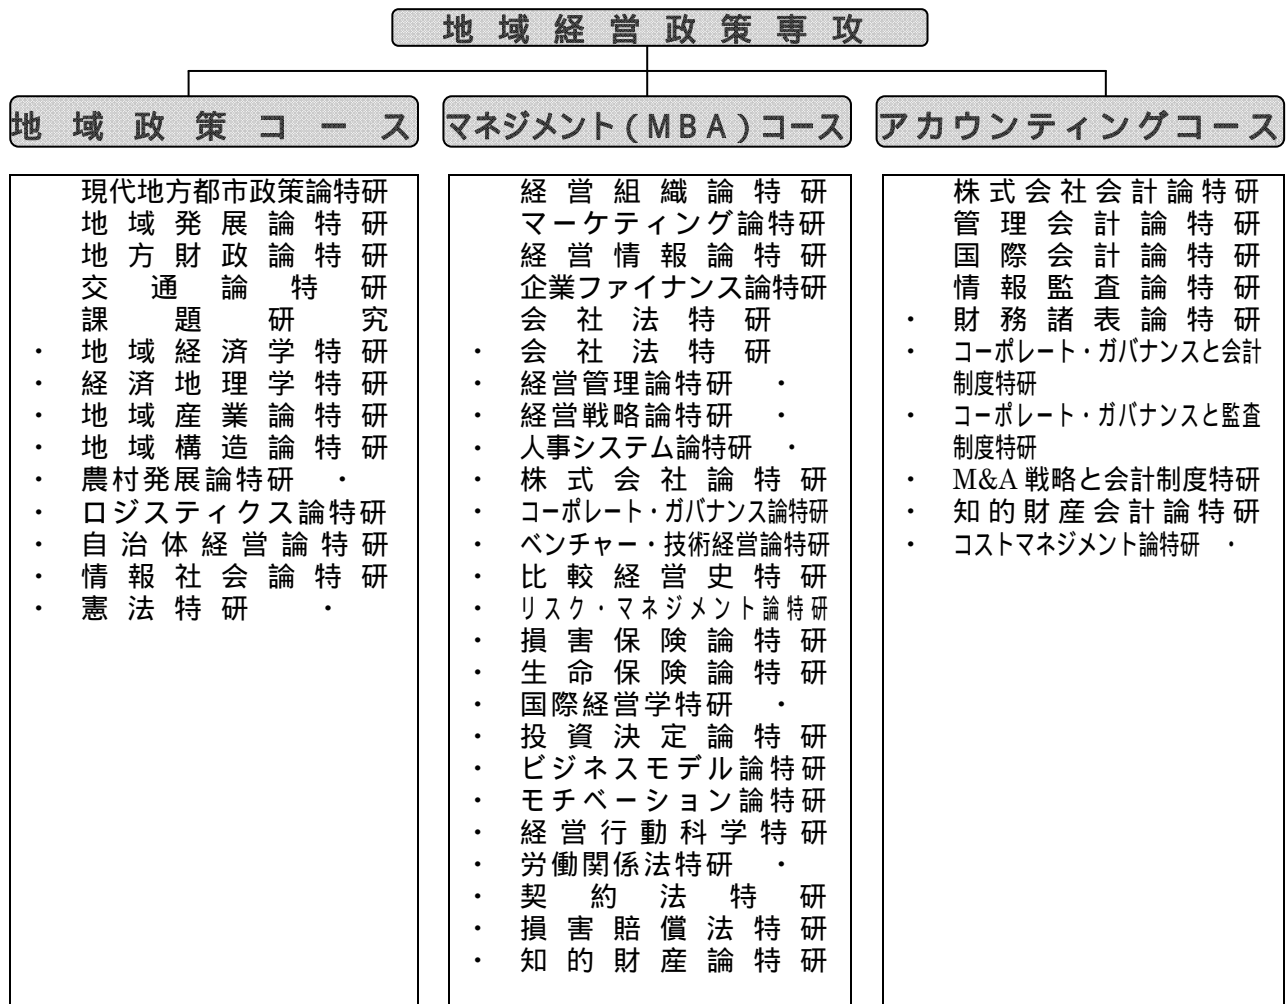 地域経営政策専攻
地域政策コース
現代地方都市政策論特研
地域発展論特研
地方財政論特研
交通論特研
課題研究
・ 地域経済学特研
・ 経済地理学特研
・ 地域産業論特研
・ 地域構造論特研
・ 農村発展論特研 ・
・ ロジスティクス論特研
・ 自治体経営論特研
・ 情報社会論特研
・ 憲法特研 ・
マネジメント(MBA)コース
経営組織論特研
マーケティング論特研
経営情報論特研
企業ファイナンス論特研
会社法特研
・ 会社法特研
・ 経営管理論特研 ・
・ 経営戦略論特研 ・
・ 人事システム論特研 ・
・ 株式会社論特研
・ コーポレート・ガバナンス論特研
・ ベンチャー・技術経営論特研
・ 比較経営史特研
・ リスク・マネジメント論特研
・ 損害保険論特研
・ 生命保険論特研
・ 国際経営学特研 ・
・ 投資決定論特研
・ ビジネスモデル論特研
・ モチベーション論特研
・ 経営行動科学特研
・ 労働関係法特研 ・
・ 契約法特研
・ 損害賠償法特研
・ 知的財産論特研
アカウンティングコース
株式会社会計論特研
管理会計論特研
国際会計論特研
情報監査論特研
・ 財務諸表論特研
・ コーポレート・ガバナンスと会計
制度特研
・ コーポレート・ガバナンスと監査
制度特研
・ M&A 戦略と会計制度特研
・ 知的財産会計論特研
・ コストマネジメント論特研 ・